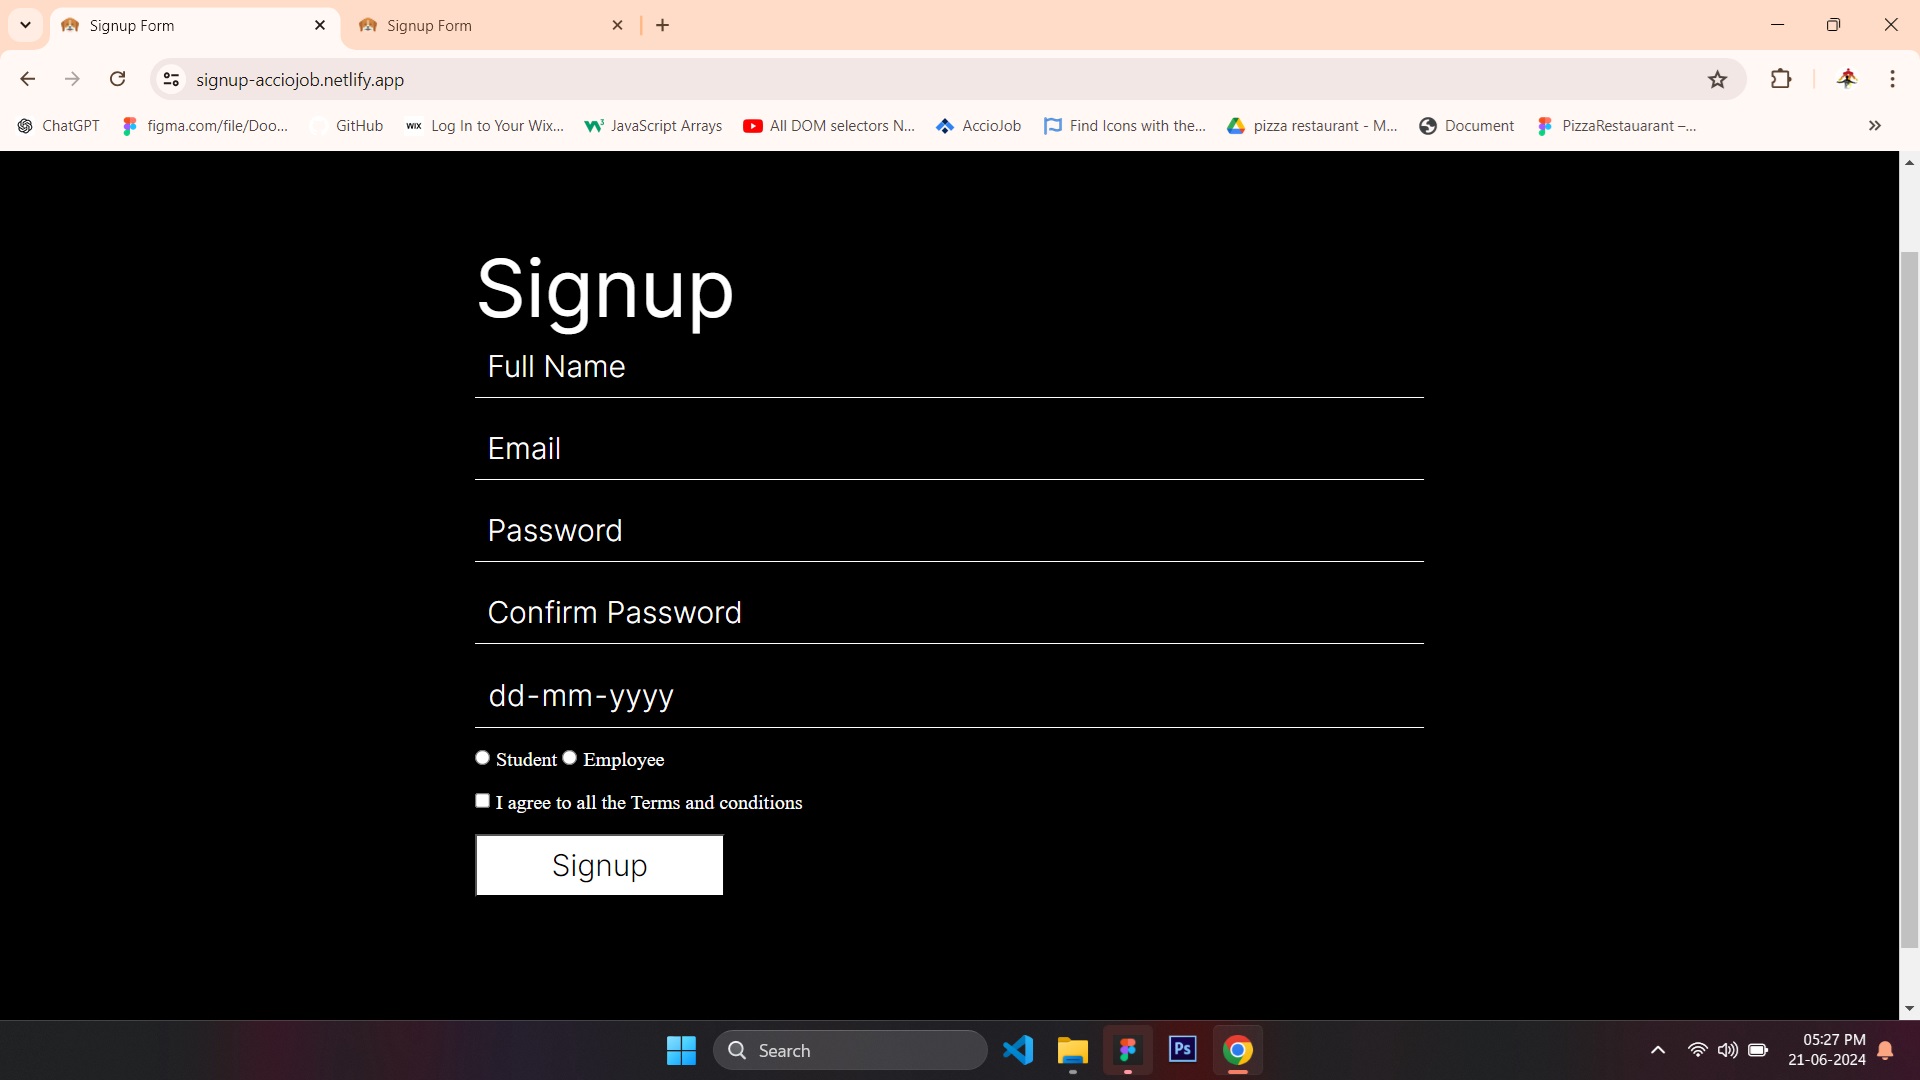 Signup Form
Signup Form
signup-acciojob.netlify.app
ChatGPT
figma.com/file/Doo...
GitHub
WIX Log In to Your Wix...
JavaScript Arrays
All DOM selectors N...
AccioJob
Find Icons with the...
pizza restaurant - M...
Document
PizzaRestauarant –...
Signup
Full Name
Email
Password
Confirm Password
dd-mm-yyyy
Student Employee
I agree to all the Terms and conditions
Signup
Search
Ps
05:27 PM
21-06-2024